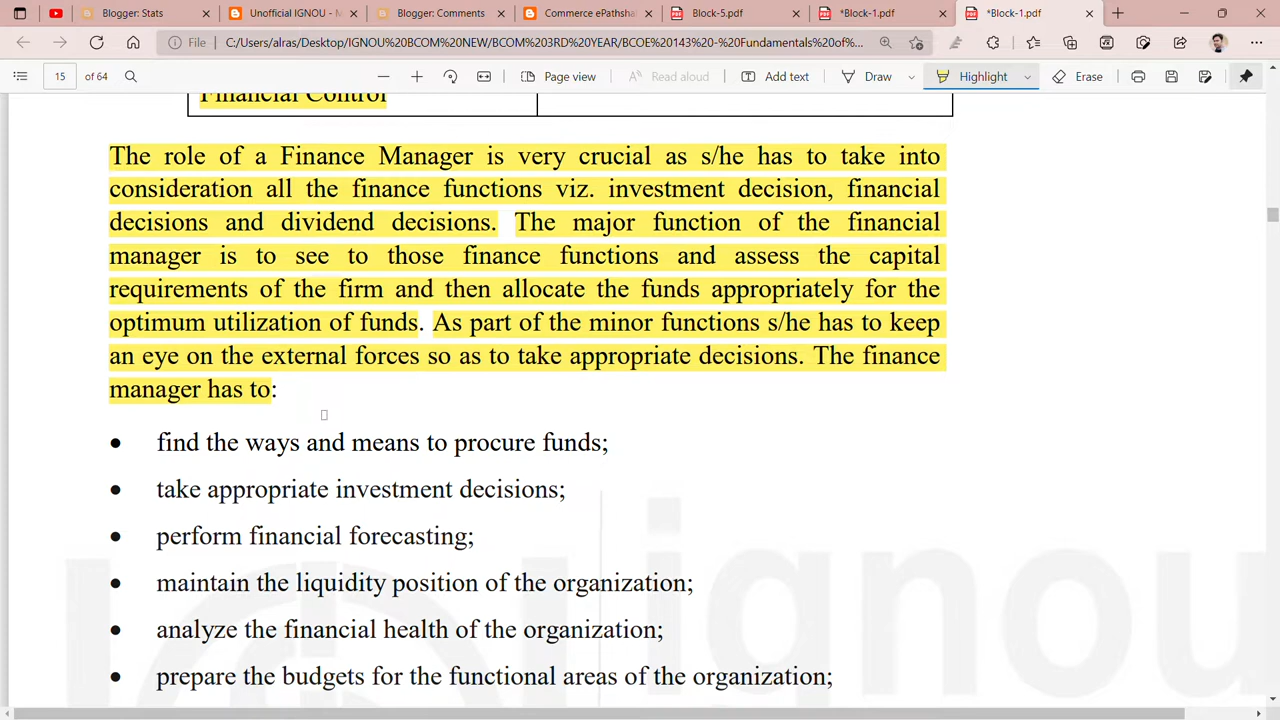 Blogger: Stats
Unofficial IGNOU - M
Blogger: Comments
Commerce ePathsha
Block-5.pdf
*Block-1.pdf
*Block-1.pdf
File
C:/Users/alras/Desktop/IGNOU%20BCOM%20NEW/BCOM%203RD%20YEAR/BCOE%20143%20-%20Fundamentals%20of%...
15 of 64
Page view
Read aloud
Add text
Draw
Highlight
Erase
Financial Control
The role of a Finance Manager is very crucial as s/he has to take into
consideration all the finance functions viz. investment decision, financial
decisions and dividend decisions. The major function of the financial
manager is to see to those finance functions and assess the capital
requirements of the firm and then allocate the funds appropriately for the
optimum utilization of funds. As part of the minor functions s/he has to keep
an eye on the external forces so as to take appropriate decisions. The finance
manager has to:
• find the ways and means to procure funds;
• take appropriate investment decisions;
• perform financial forecasting;
• maintain the liquidity position of the organization;
• analyze the financial health of the organization;
• prepare the budgets for the functional areas of the organization;
ignou